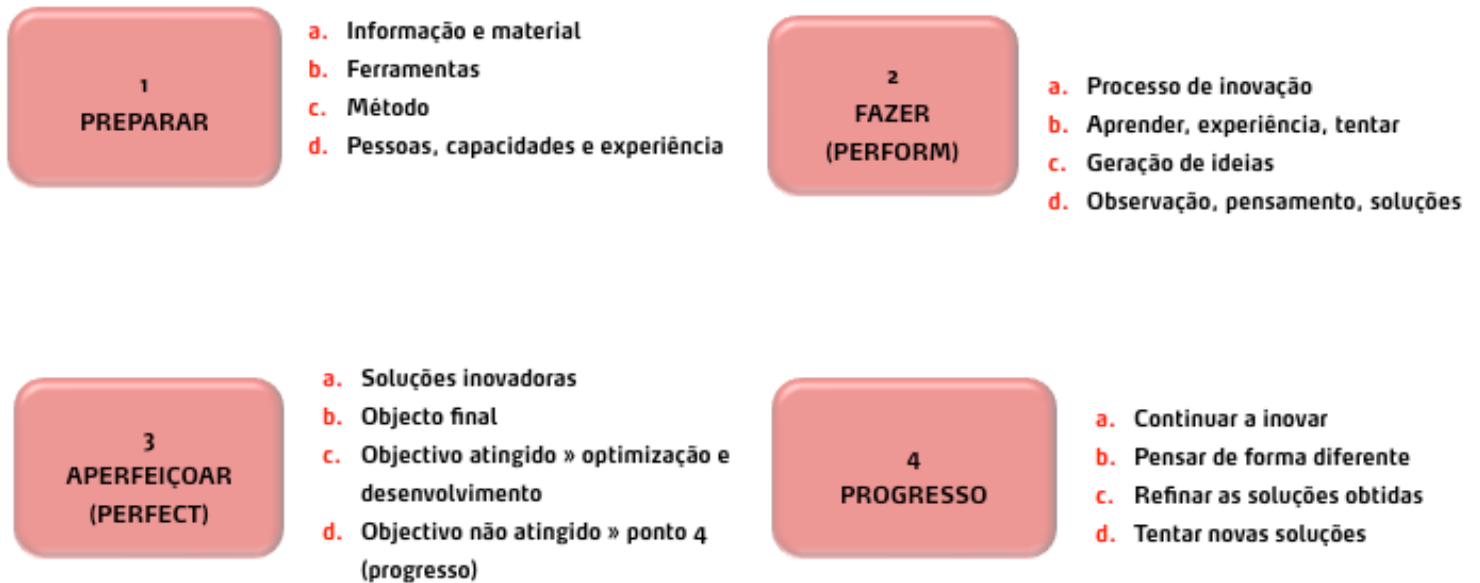 1
PREPARAR
a. Informação e material
b. Ferramentas
c. Método
d. Pessoas, capacidades e experiência
2
FAZER
(PERFORM)
a. Processo de inovação
b. Aprender, experiência, tentar
c. Geração de ideias
d. Observação, pensamento, soluções
3
APERFEIÇOAR
(PERFECT)
a. Soluções inovadoras
b. Objecto final
c. Objectivo atingido » optimização e
desenvolvimento
d. Objectivo não atingido » ponto 4
(progresso)
4
PROGRESSO
a. Continuar a inovar
b. Pensar de forma diferente
c. Refinar as soluções obtidas
d. Tentar novas soluções